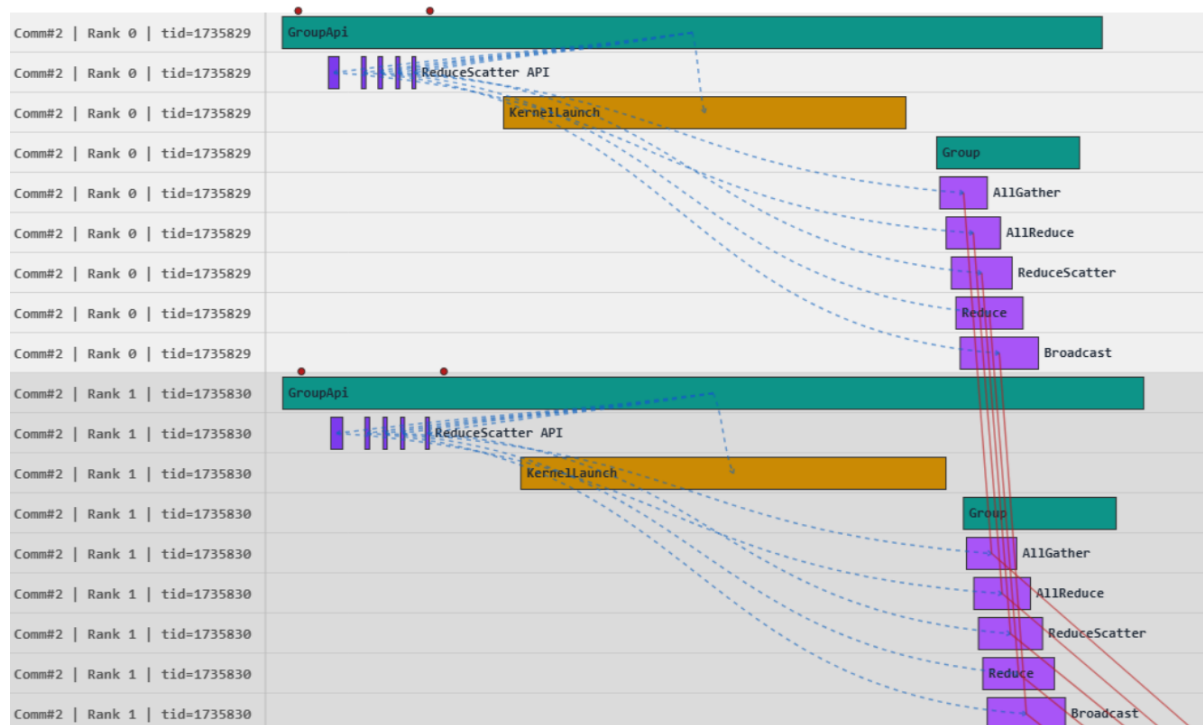 Comm#2 | Rank 0 | tid=1735829 GroupApi
Comm#2 | Rank 0 | tid=1735829 ReduceScatter API
Comm#2 | Rank 0 | tid=1735829 KernelLaunch
Comm#2 | Rank 0 | tid=1735829 Group
Comm#2 | Rank 0 | tid=1735829 AllGather
Comm#2 | Rank 0 | tid=1735829 AllReduce
Comm#2 | Rank 0 | tid=1735829 ReduceScatter
Comm#2 | Rank 0 | tid=1735829 Reduce
Comm#2 | Rank 0 | tid=1735829 Broadcast
Comm#2 | Rank 1 | tid=1735830 GroupApi
Comm#2 | Rank 1 | tid=1735830 ReduceScatter API
Comm#2 | Rank 1 | tid=1735830 KernelLaunch
Comm#2 | Rank 1 | tid=1735830 Group
Comm#2 | Rank 1 | tid=1735830 AllGather
Comm#2 | Rank 1 | tid=1735830 AllReduce
Comm#2 | Rank 1 | tid=1735830 ReduceScatter
Comm#2 | Rank 1 | tid=1735830 Reduce
Comm#2 | Rank 1 | tid=1735830 Broadcast